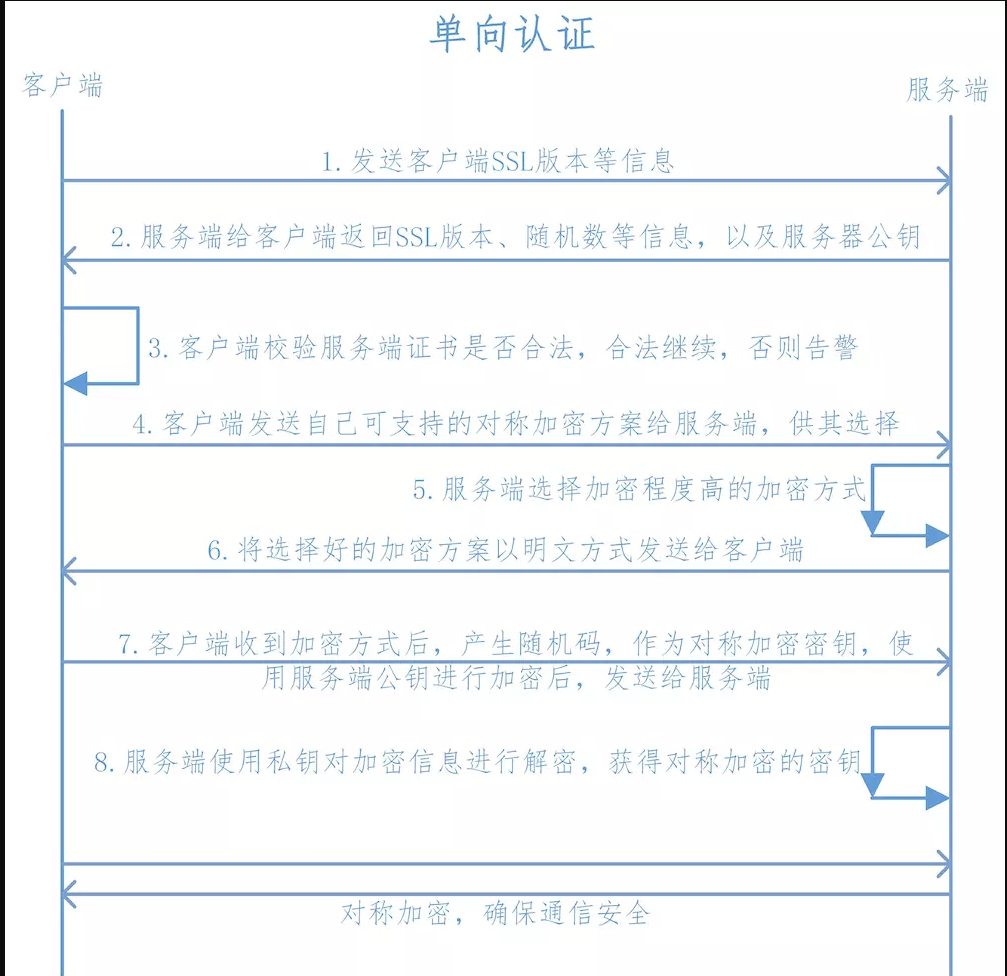 单向认证
客户端
服务端
1.发送客户端SSL版本等信息
2.服务端给客户端返回SSL版本、随机数等信息，以及服务器公钥
3.客户端校验服务端证书是否合法，合法继续，否则告警
4.客户端发送自己可支持的对称加密方案给服务端，供其选择
5.服务端选择加密程度高的加密方式
6.将选择好的加密方案以明文方式发送给客户端
7.客户端收到加密方式后，产生随机码，作为对称加密密钥，使
用服务端公钥进行加密后，发送给服务端
8.服务端使用私钥对加密信息进行解密，获得对称加密的密钥
对称加密，确保通信安全